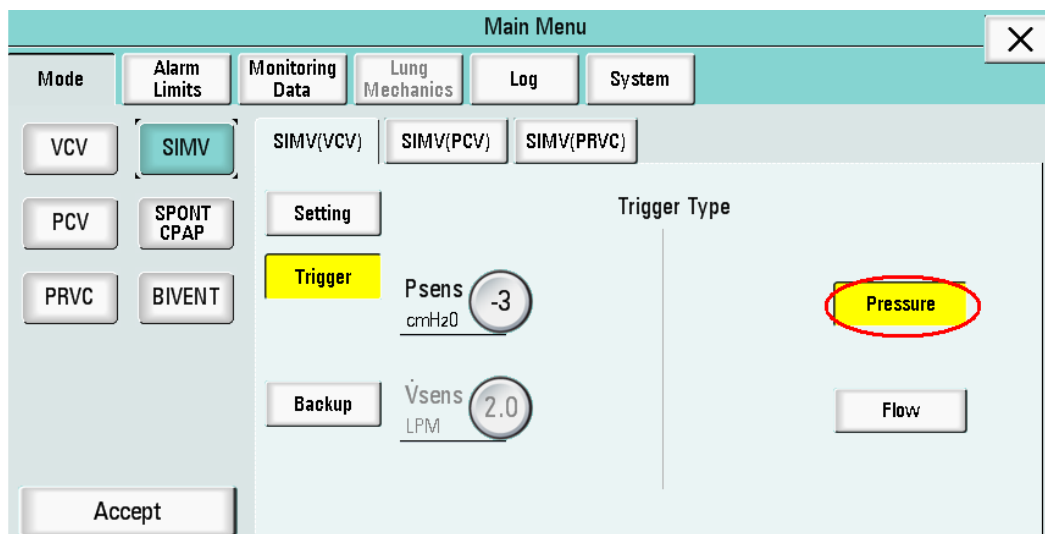 Main Menu
Mode
Alarm
Limits
Monitoring
Data
Lung
Mechanics
Log
System
VCV
SIMV
PCV
SPONT
CPAP
PRVC
BIVENT
Accept
SIMV(VCV)
SIMV(PCV)
SIMV(PRVC)
Setting
Trigger
Backup
Psens
cmH20
-3
V̇sens
LPM
2.0
Trigger Type
Pressure
Flow